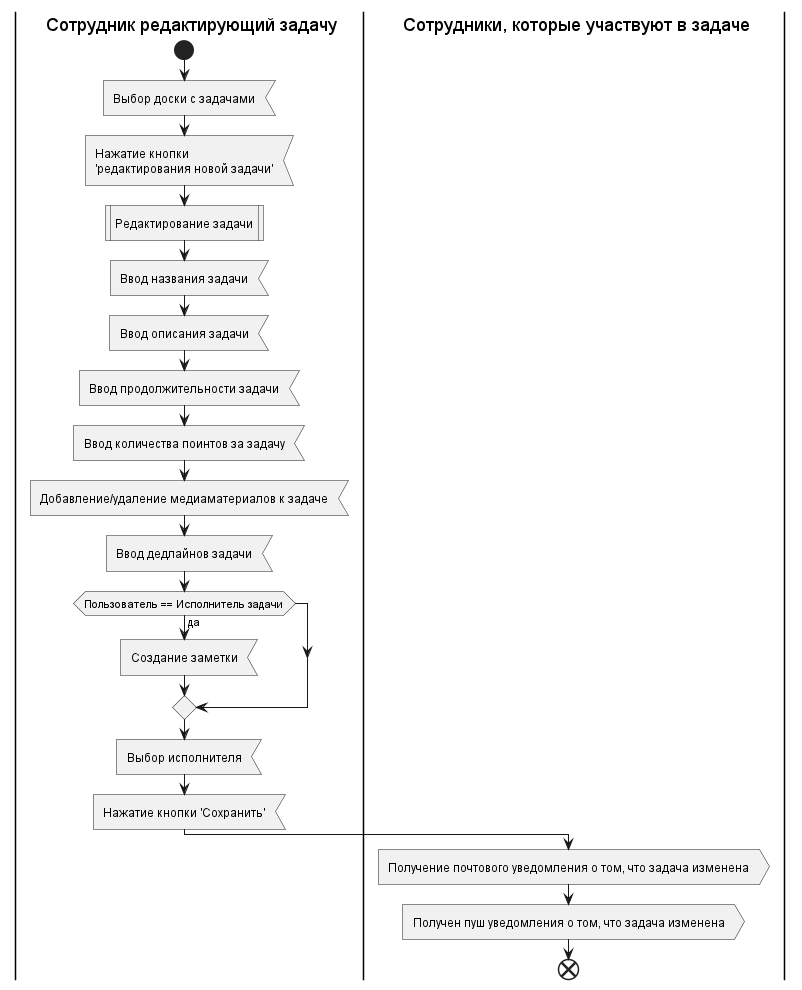 Сотрудник редактирующий задачу
Сотрудники, которые участвуют в задаче
Выбор доски с задачами
Нажатие кнопки
'редактирования новой задачи'
Редактирование задачи
Ввод названия задачи
Ввод описания задачи
Ввод продолжительности задачи
Ввод количества поинтов за задачу
Добавление/удаление медиаматериалов к задаче
Ввод дедлайнов задачи
Пользователь == Исполнитель задачи
да
Создание заметки
Выбор исполнителя
Нажатие кнопки 'Сохранить'
Получение почтового уведомления о том, что задача изменена
Получен пуш уведомления о том, что задача изменена